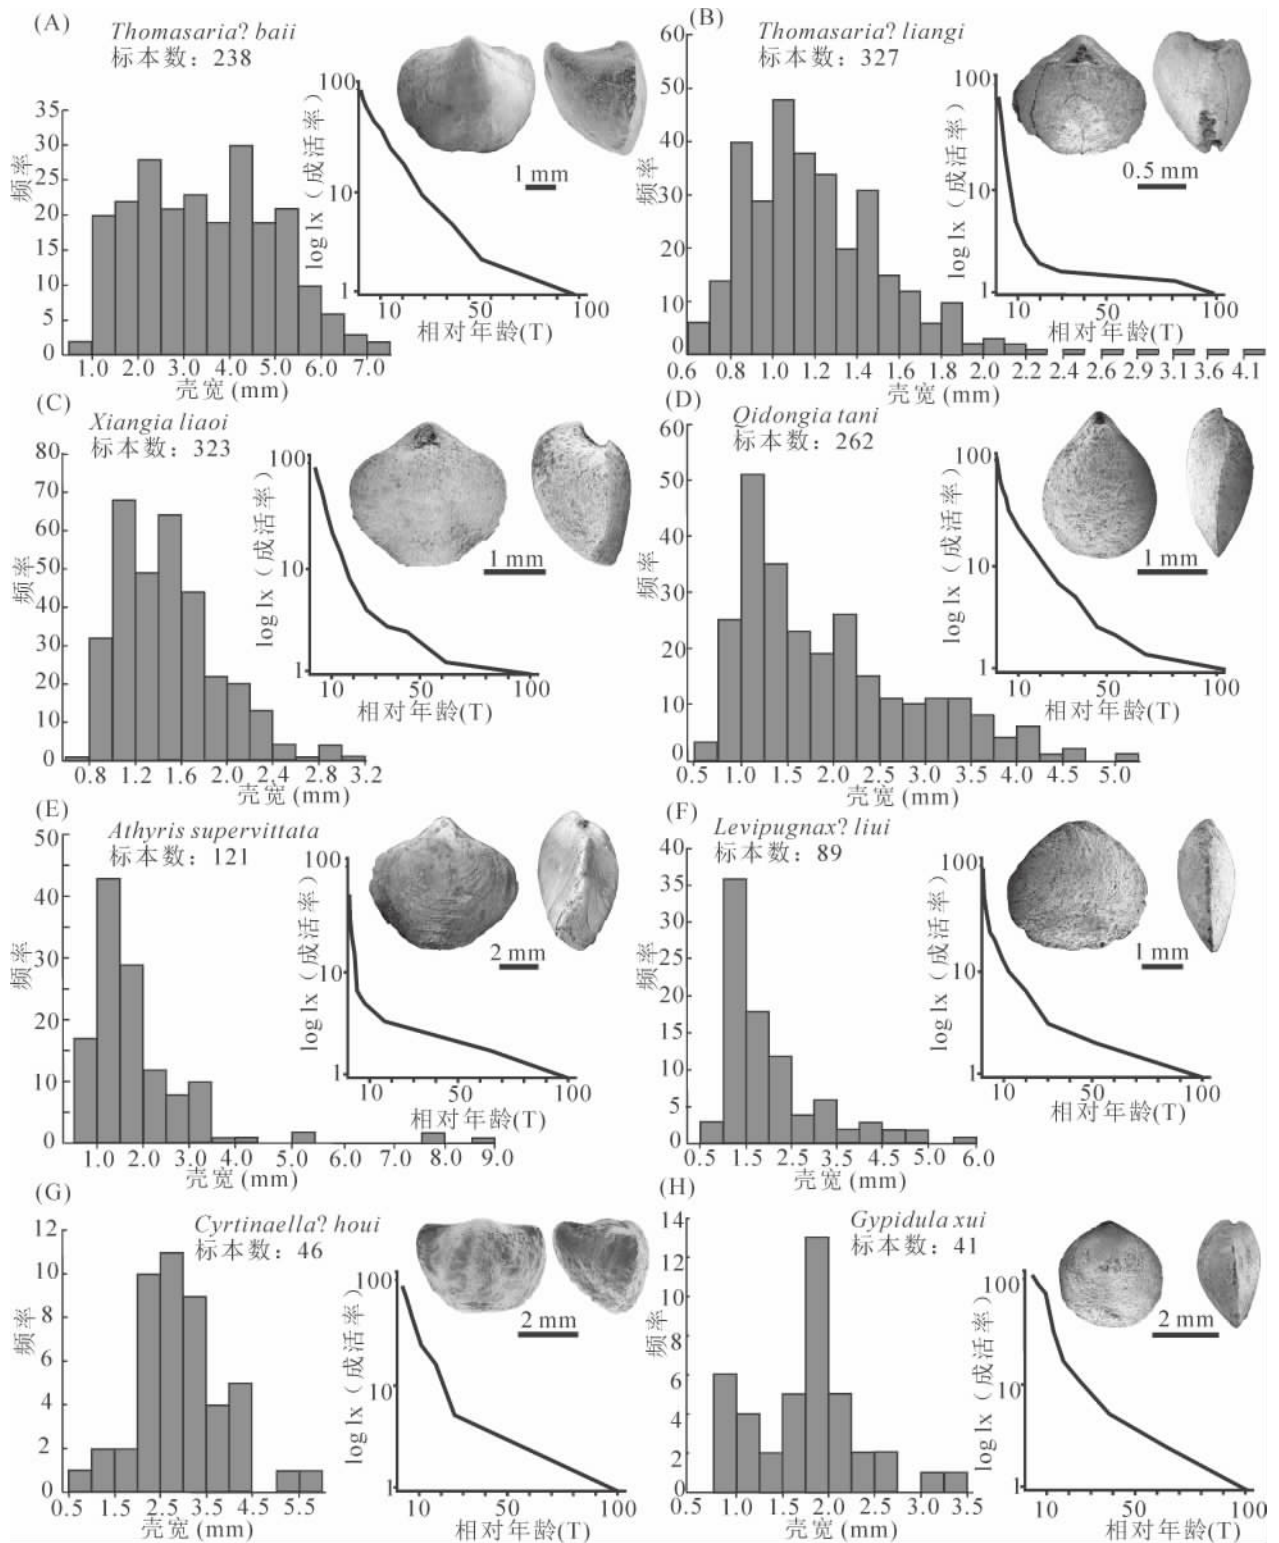 (A)
Thomasaria? baii
标本数: 238
频率
35
30
25
20
15
10
5
0
1.0 2.0 3.0 4.0 5.0 6.0 7.0
壳宽 (mm)
log lx (成活率)
100
10
1
10 50 100
相对年龄(T)
1 mm
(B)
Thomasaria? liangi
标本数: 327
频率
60
50
40
30
20
10
0
0.6 0.8 1.0 1.2 1.4 1.6 1.8 2.0 2.2 2.4 2.6 2.9 3.1 3.6 4.1
壳宽 (mm)
log lx (成活率)
100
10
1
10 50 100
相对年龄(T)
0.5 mm
(C)
Xiangia liaoi
标本数: 323
频率
80
70
60
50
40
30
20
10
0
0.8 1.2 1.6 2.0 2.4 2.8 3.2
壳宽 (mm)
log lx (成活率)
100
10
1
10 50 100
相对年龄(T)
1 mm
(D)
Qidongia tani
标本数: 262
频率
60
50
40
30
20
10
0
0.5 1.0 1.5 2.0 2.5 3.0 3.5 4.0 4.5 5.0
壳宽 (mm)
log lx (成活率)
100
10
1
10 50 100
相对年龄(T)
1 mm
(E)
Athyris supervittata
标本数: 121
频率
50
40
30
20
10
0
1.0 2.0 3.0 4.0 5.0 6.0 7.0 8.0 9.0
壳宽 (mm)
log lx (成活率)
100
10
1
10 50 100
相对年龄(T)
2 mm
(F)
Levipugnax? liui
标本数: 89
频率
40
35
30
25
20
15
10
5
0
0.5 1.5 2.5 3.5 4.5 5.0 6.0
壳宽 (mm)
log lx (成活率)
100
10
1
10 50 100
相对年龄(T)
1 mm
(G)
Cyrtinaella? houi
标本数: 46
频率
12
10
8
6
4
2
0
0.5 1.5 2.5 3.5 4.5 5.5
壳宽 (mm)
log lx (成活率)
100
10
1
10 50 100
相对年龄(T)
2 mm
(H)
Gypidula xui
标本数: 41
频率
14
12
10
8
6
4
2
0
0.5 1.0 1.5 2.0 2.5 3.0 3.5
壳宽 (mm)
log lx (成活率)
100
10
1
10 50 100
相对年龄(T)
2 mm